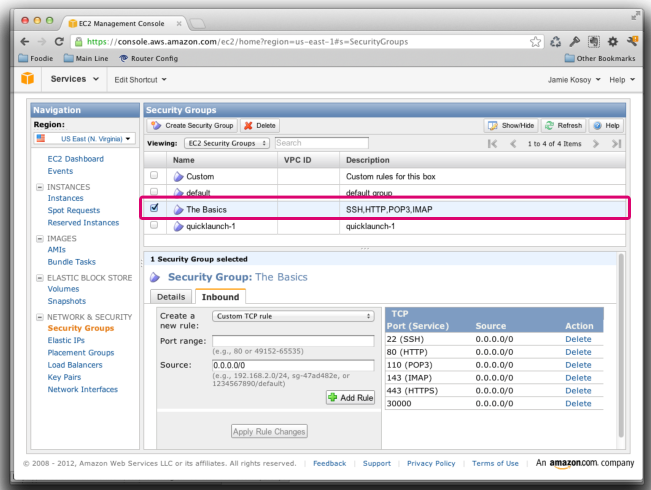 EC2 Management Console
https://console.aws.amazon.com/ec2/home?region=us-east-1#s=SecurityGroups
Foodie Main Line Router Config Other Bookmarks
Services Edit Shortcut Jamie Kosoy Help
Navigation
Region:
US East (N. Virginia)
EC2 Dashboard
Events
INSTANCES
Instances
Spot Requests
Reserved Instances
IMAGES
AMIs
Bundle Tasks
ELASTIC BLOCK STORE
Volumes
Snapshots
NETWORK & SECURITY
Security Groups
Elastic IPs
Placement Groups
Load Balancers
Key Pairs
Network Interfaces
Security Groups
Create Security Group Delete Show/Hide Refresh Help
Viewing: EC2 Security Groups Search 1 to 4 of 4 Items
Name VPC ID Description
Custom Custom rules for this box
default default group
The Basics SSH,HTTP,POP3,IMAP
quicklaunch-1 quicklaunch-1
1 Security Group selected
Security Group: The Basics
Details Inbound
Create a new rule: Custom TCP rule
Port range:
(e.g., 80 or 49152-65535)
Source: 0.0.0.0/0
(e.g., 192.168.2.0/24, sg-47ad482e, or
1234567890/default)
Add Rule
Apply Rule Changes
TCP
Port (Service) Source Action
22 (SSH) 0.0.0.0/0 Delete
80 (HTTP) 0.0.0.0/0 Delete
110 (POP3) 0.0.0.0/0 Delete
143 (IMAP) 0.0.0.0/0 Delete
443 (HTTPS) 0.0.0.0/0 Delete
30000 0.0.0.0/0 Delete
© 2008 - 2012, Amazon Web Services LLC or its affiliates. All rights reserved. Feedback Support Privacy Policy Terms of Use An amazon.com. company